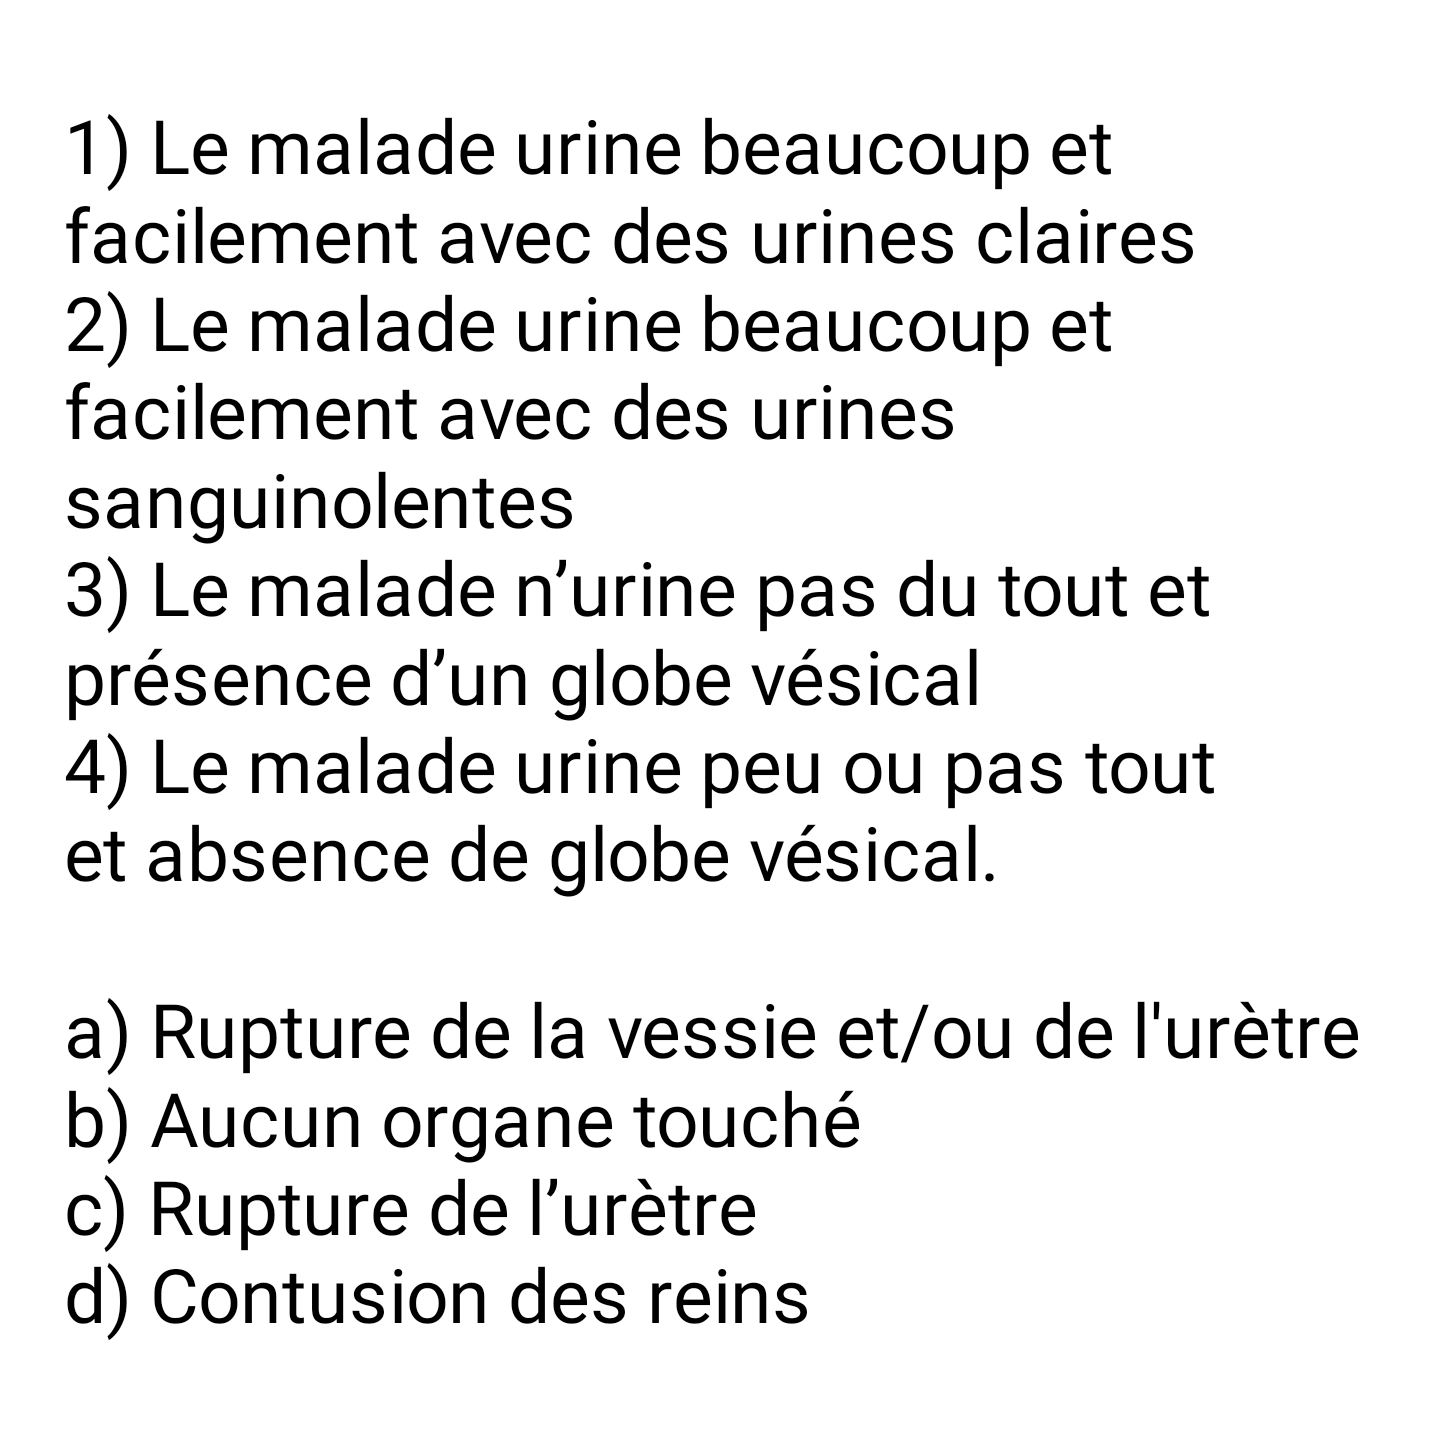 1) Le malade urine beaucoup et
facilement avec des urines claires
2) Le malade urine beaucoup et
facilement avec des urines
sanguinolentes
3) Le malade n’urine pas du tout et
présence d’un globe vésical
4) Le malade urine peu ou pas tout
et absence de globe vésical.
a) Rupture de la vessie et/ou de l'urètre
b) Aucun organe touché
c) Rupture de l’urètre
d) Contusion des reins